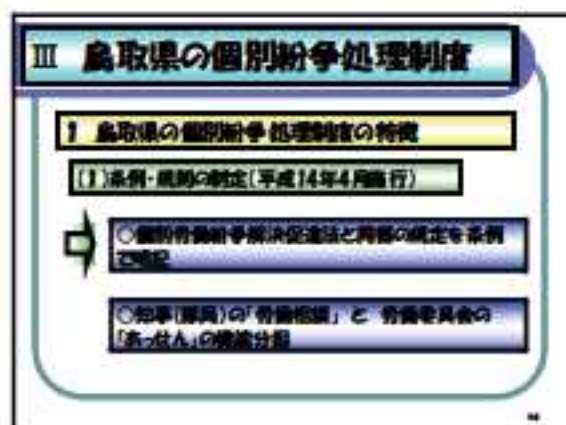 Ⅲ 鳥取県の個別紛争処理制度
1 鳥取県の個別紛争処理制度の特徴
(1)条例・規則の制定(平成14年4月施行)
○個別労働紛争解決促進法と同様の規定を条例
で明記
○知事(部局)の「労働相談」と 労働委員会の
「あっせん」の機能分担